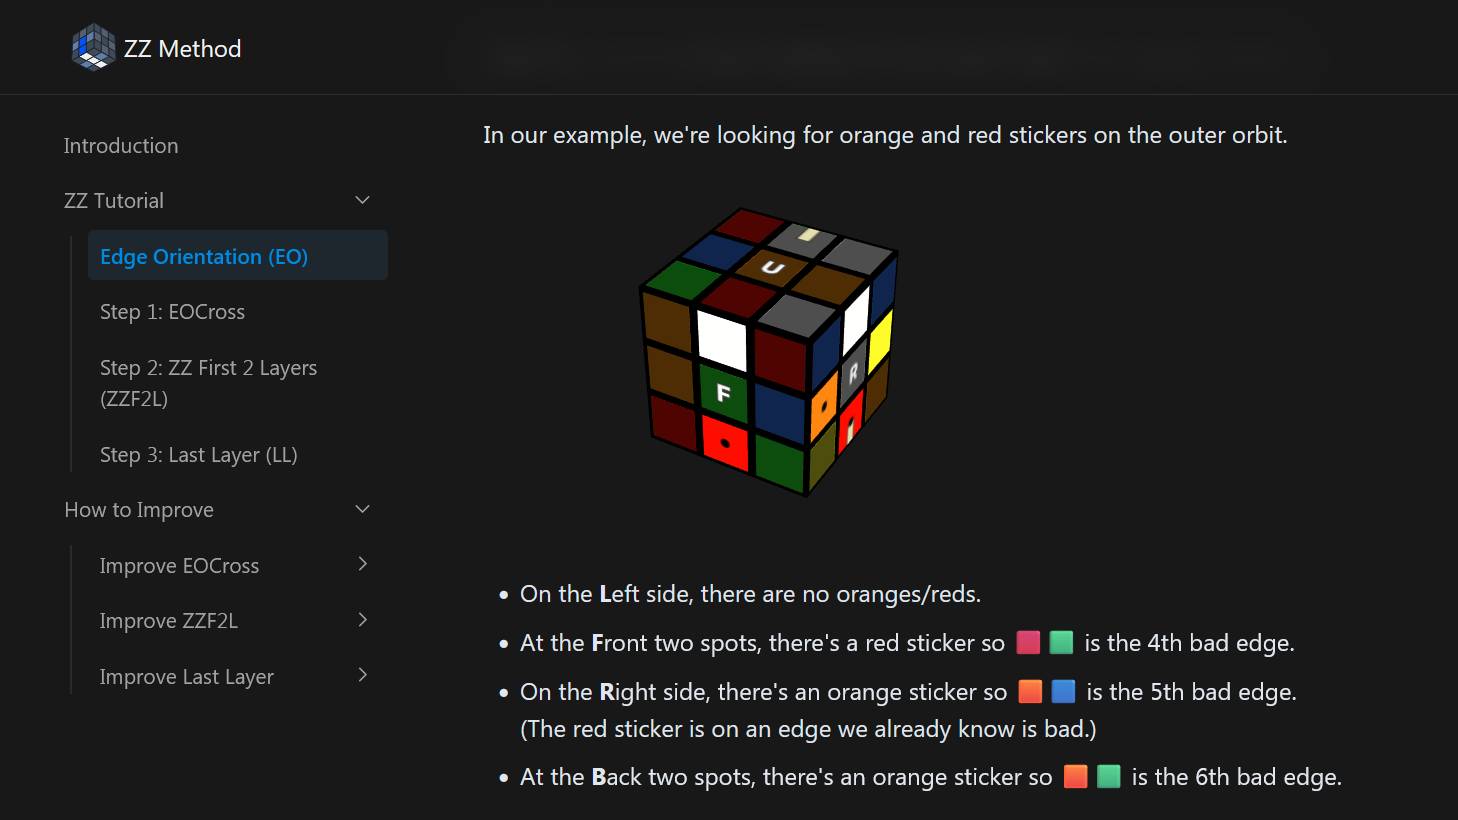 ZZ Method
In our example, we're looking for orange and red stickers on the outer orbit.
Introduction
ZZ Tutorial
Edge Orientation (EO)
Step 1: EOCross
Step 2: ZZ First 2 Layers
(ZZF2L)
Step 3: Last Layer (LL)
How to Improve
Improve EOCross
Improve ZZF2L
Improve Last Layer
U
F
R
• On the Left side, there are no oranges/reds.
• At the Front two spots, there's a red sticker so 🟥🟩 is the 4th bad edge.
• On the Right side, there's an orange sticker so 🟧🟦 is the 5th bad edge.
(The red sticker is on an edge we already know is bad.)
• At the Back two spots, there's an orange sticker so 🟧🟩 is the 6th bad edge.